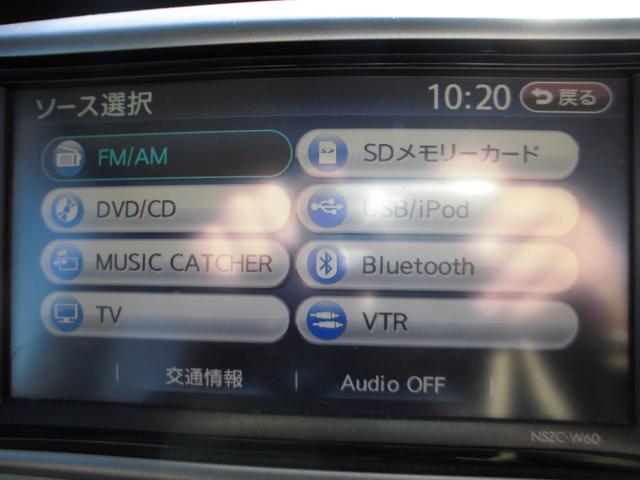 ソース選択
10:20
戻る
FM/AM
SDメモリーカード
DVD/CD
USB/iPod
MUSIC CATCHER
Bluetooth
TV
VTR
交通情報
Audio OFF
NSZC-W60